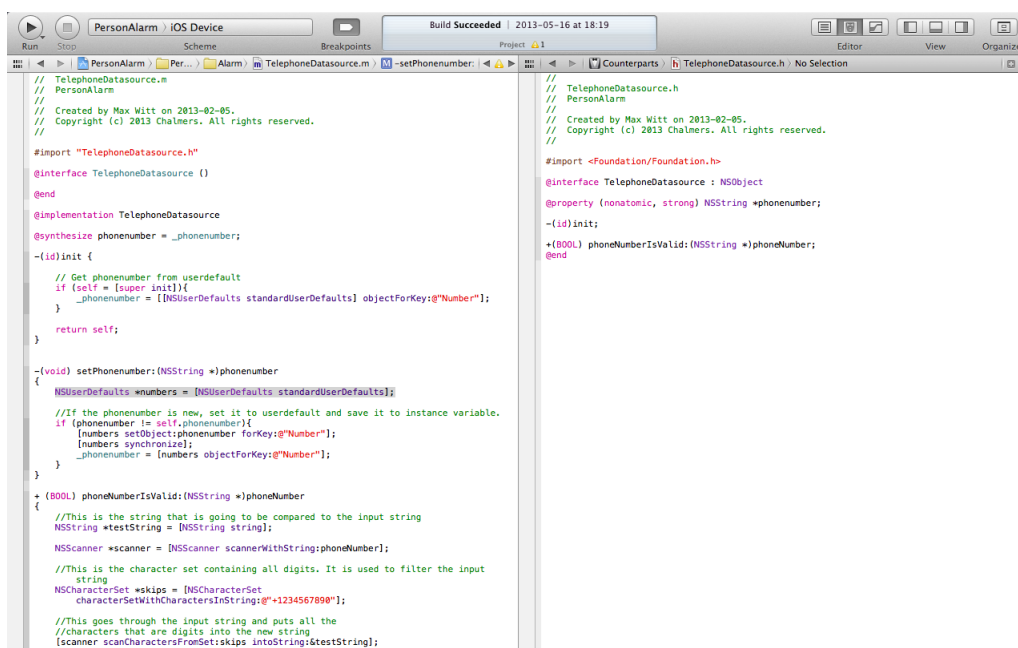 PersonAlarm › iOS Device
Build Succeeded | 2013-05-16 at 18:19
Project 1
Run Stop Scheme Breakpoints Editor View Organize
PersonAlarm › Per... › Alarm › TelephoneDatasource.m › M -setPhonenumber:
Counterparts › h TelephoneDatasource.h › No Selection
//  TelephoneDatasource.m
//  PersonAlarm
//
//  Created by Max Witt on 2013-02-05.
//  Copyright (c) 2013 Chalmers. All rights reserved.
//
#import "TelephoneDatasource.h"
@interface TelephoneDatasource ()
@end
@implementation TelephoneDatasource
@synthesize phonenumber = _phonenumber;
-(id)init {
// Get phonenumber from userdefault
if (self = [super init]){
_phonenumber = [[NSUserDefaults standardUserDefaults] objectForKey:@"Number"];
}
return self;
}
-(void) setPhonenumber:(NSString *)phonenumber
{
NSUserDefaults *numbers = [NSUserDefaults standardUserDefaults];
//If the phonenumber is new, set it to userdefault and save it to instance variable.
if (phonenumber != self.phonenumber){
[numbers setObject:phonenumber forKey:@"Number"];
[numbers synchronize];
_phonenumber = [numbers objectForKey:@"Number"];
}
}
+ (BOOL) phoneNumberIsValid:(NSString *)phoneNumber
{
//This is the string that is going to be compared to the input string
NSString *testString = [NSString string];
NSScanner *scanner = [NSScanner scannerWithString:phoneNumber];
//This is the character set containing all digits. It is used to filter the input
string
NSCharacterSet *skips = [NSCharacterSet
characterSetWithCharactersInString:@"+1234567890"];
//This goes through the input string and puts all the
//characters that are digits into the new string
[scanner scanCharactersFromSet:skips intoString:&testString];
//
//  TelephoneDatasource.h
//  PersonAlarm
//
//  Created by Max Witt on 2013-02-05.
//  Copyright (c) 2013 Chalmers. All rights reserved.
//
#import <Foundation/Foundation.h>
@interface TelephoneDatasource : NSObject
@property (nonatomic, strong) NSString *phonenumber;
-(id)init;
+(BOOL) phoneNumberIsValid:(NSString *)phoneNumber;
@end